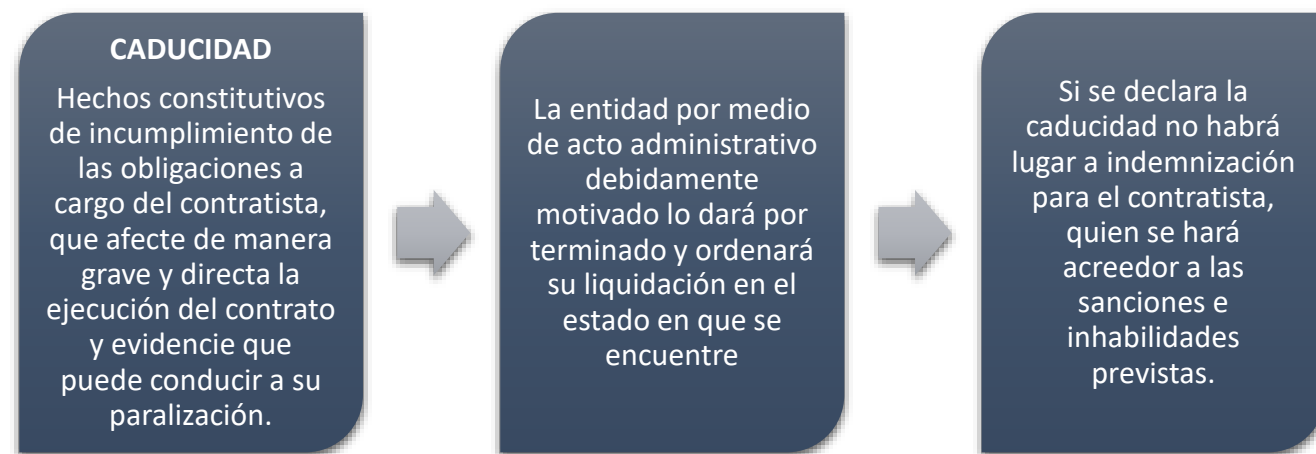 CADUCIDAD
Hechos constitutivos
de incumplimiento de
las obligaciones a
cargo del contratista,
que afecte de manera
grave y directa la
ejecución del contrato
y evidencie que
puede conducir a su
paralización.
La entidad por medio
de acto administrativo
debidamente
motivado lo dará por
terminado y ordenará
su liquidación en el
estado en que se
encuentre
Si se declara la
caducidad no habrá
lugar a indemnización
para el contratista,
quien se hará
acreedor a las
sanciones e
inhabilidades
previstas.